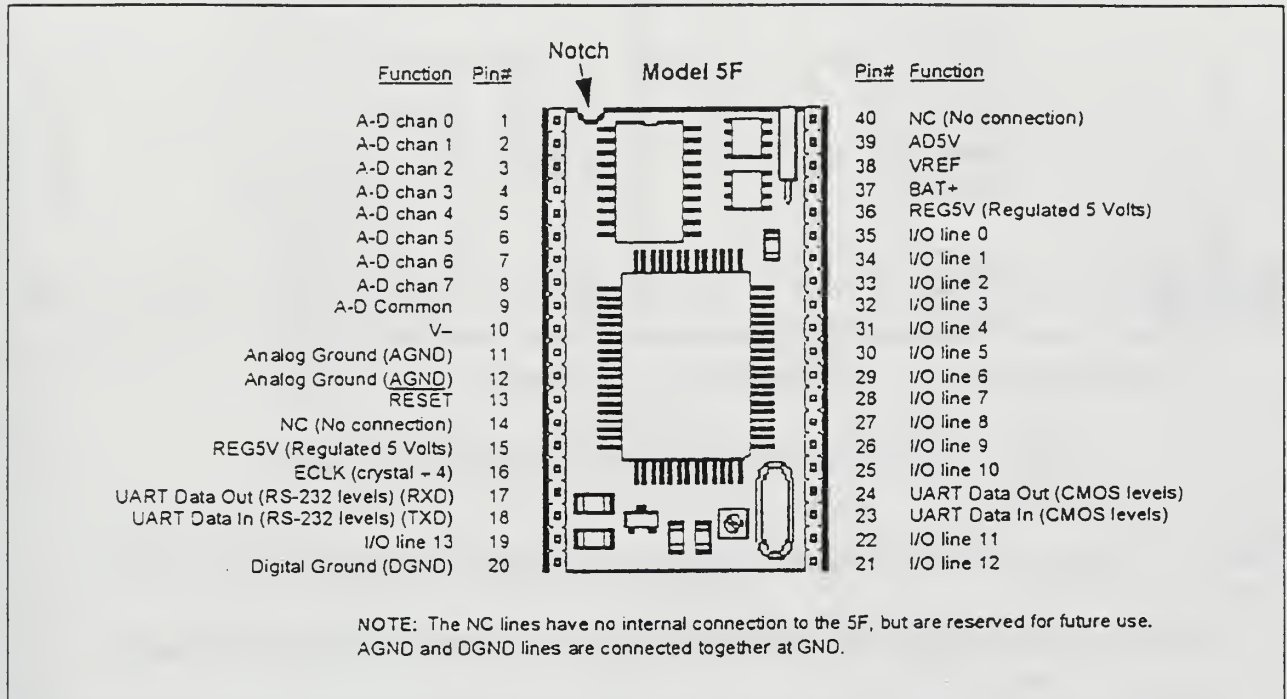 Notch
Model 5F
Function Pin#
A-D chan 0 1
A-D chan 1 2
A-D chan 2 3
A-D chan 3 4
A-D chan 4 5
A-D chan 5 6
A-D chan 6 7
A-D chan 7 8
A-D Common 9
V– 10
Analog Ground (AGND) 11
Analog Ground (AGND) 12
RESET 13
NC (No connection) 14
REG5V (Regulated 5 Volts) 15
ECLK (crystal ÷ 4) 16
UART Data Out (RS-232 levels) (RXD) 17
UART Data In (RS-232 levels) (TXD) 18
I/O line 13 19
Digital Ground (DGND) 20
Pin# Function
40 NC (No connection)
39 AD5V
38 VREF
37 BAT+
36 REG5V (Regulated 5 Volts)
35 I/O line 0
34 I/O line 1
33 I/O line 2
32 I/O line 3
31 I/O line 4
30 I/O line 5
29 I/O line 6
28 I/O line 7
27 I/O line 8
26 I/O line 9
25 I/O line 10
24 UART Data Out (CMOS levels)
23 UART Data In (CMOS levels)
22 I/O line 11
21 I/O line 12
NOTE: The NC lines have no internal connection to the 5F, but are reserved for future use.
AGND and DGND lines are connected together at GND.